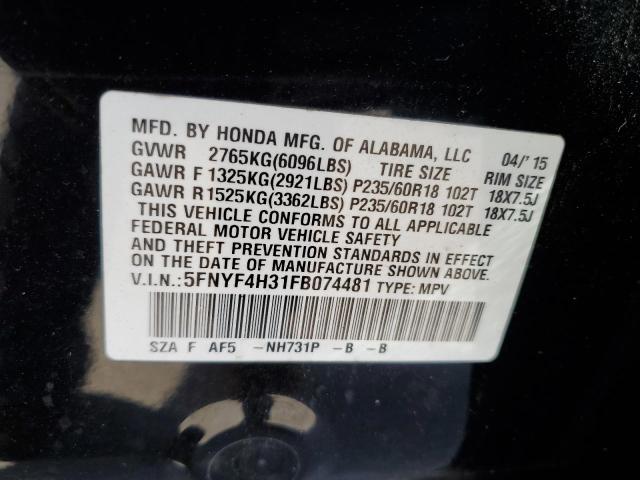 MFD. BY HONDA MFG. OF ALABAMA, LLC 04/'15
GVWR 2765KG(6096LBS) TIRE SIZE RIM SIZE
GAWR F 1325KG(2921LBS) P235/60R18 102T 18X7.5J
GAWR R 1525KG(3362LBS) P235/60R18 102T 18X7.5J
THIS VEHICLE CONFORMS TO ALL APPLICABLE
FEDERAL MOTOR VEHICLE SAFETY
AND THEFT PREVENTION STANDARDS IN EFFECT
ON THE DATE OF MANUFACTURE SHOWN ABOVE.
V.I.N.: 5FNYF4H31FB074481 TYPE: MPV
SZA F AF5 -NH731P -B -B